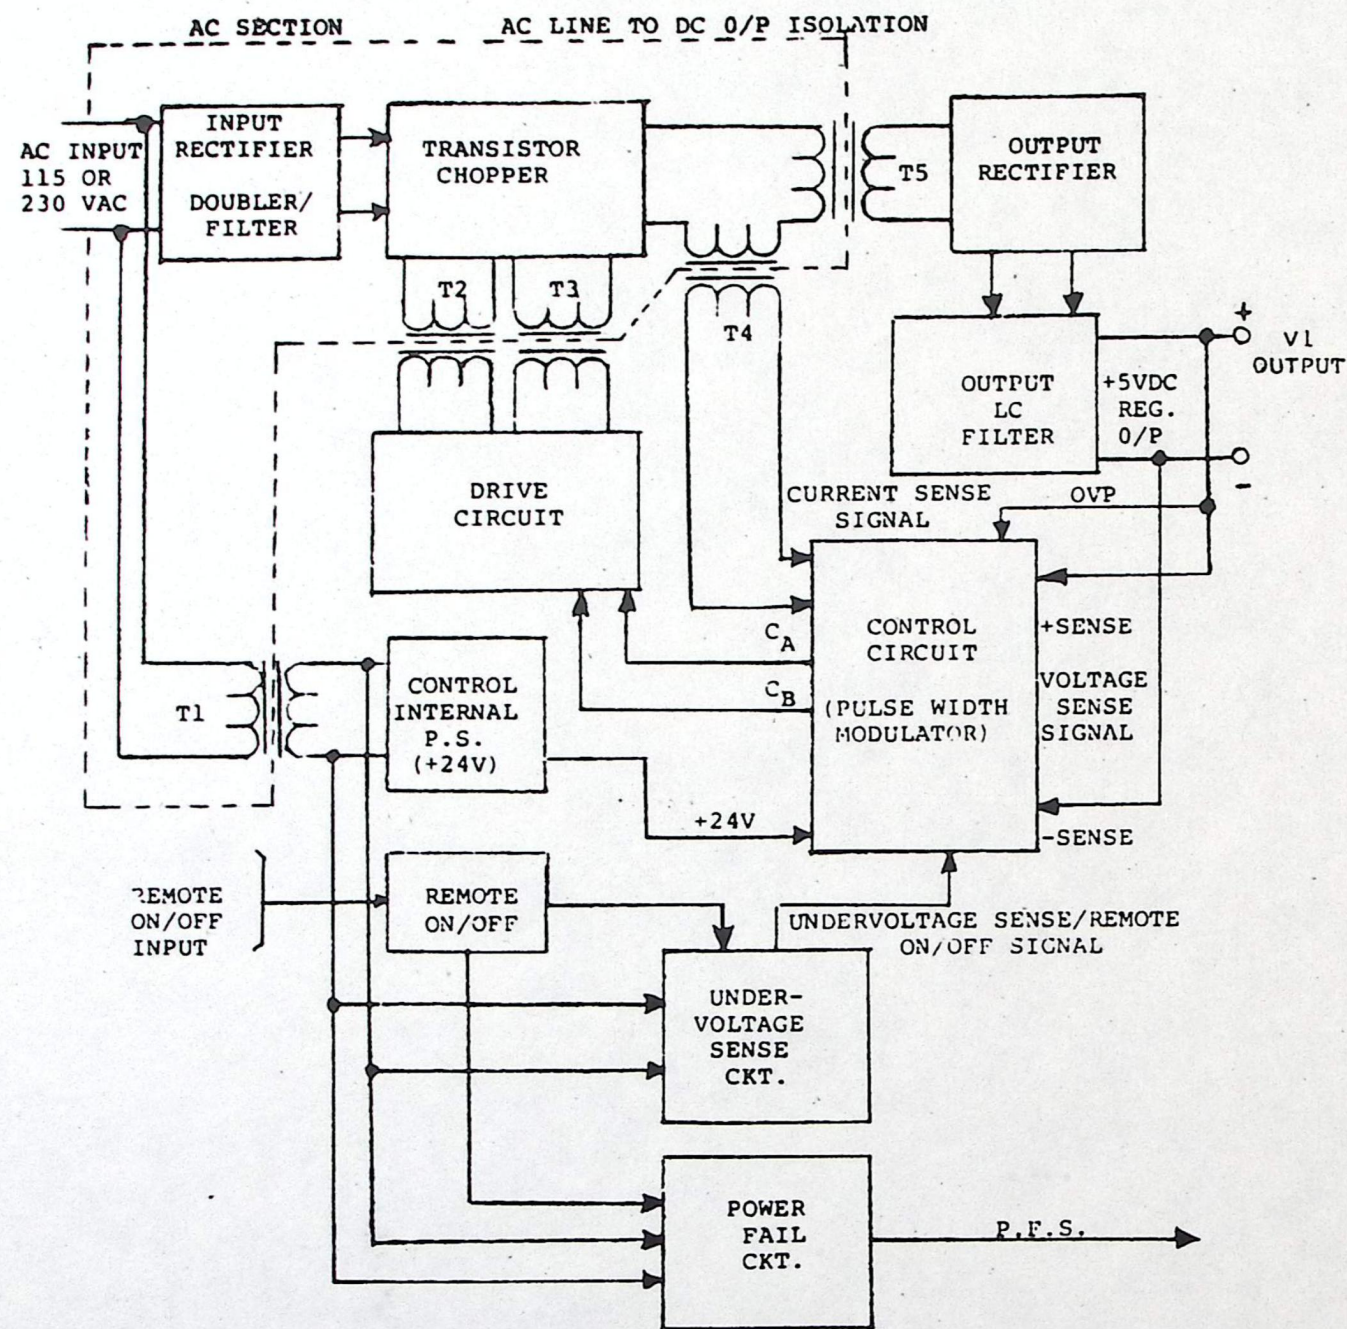 AC SECTION
AC LINE TO DC O/P ISOLATION
AC INPUT
115 OR
230 VAC
INPUT
RECTIFIER
DOUBLER/
FILTER
TRANSISTOR
CHOPPER
T5
OUTPUT
RECTIFIER
T2
T3
T4
OUTPUT
LC
FILTER
+5VDC
REG.
O/P
+
V1
OUTPUT
-
DRIVE
CIRCUIT
CURRENT SENSE
SIGNAL
OVP
CA
CB
CONTROL
CIRCUIT
(PULSE WIDTH
MODULATOR)
+SENSE
VOLTAGE
SENSE
SIGNAL
-SENSE
T1
CONTROL
INTERNAL
P.S.
(+24V)
+24V
REMOTE
ON/OFF
INPUT
REMOTE
ON/OFF
UNDERVOLTAGE SENSE/REMOTE
ON/OFF SIGNAL
UNDER-
VOLTAGE
SENSE
CKT.
POWER
FAIL
CKT.
P.F.S.